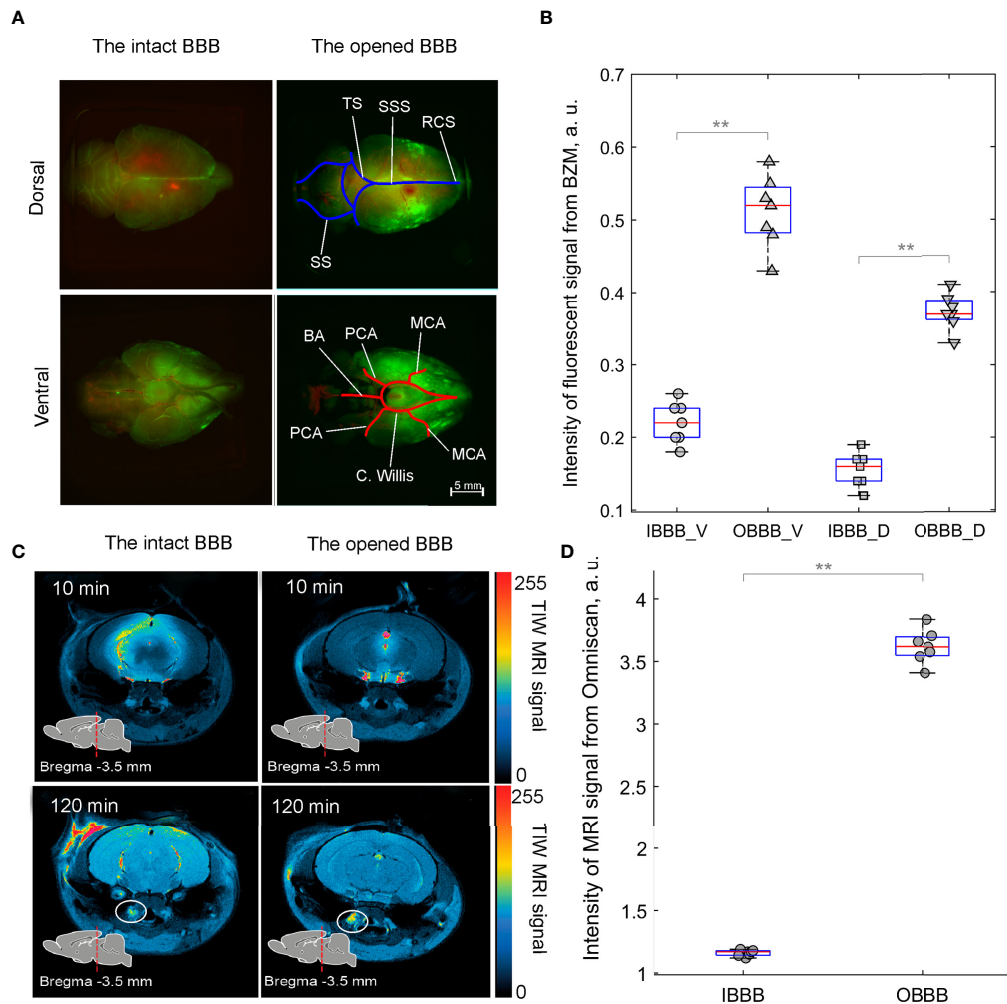 A
The intact BBB
The opened BBB
Dorsal
TS
SSS
RCS
SS
Ventral
BA
PCA
MCA
PCA
MCA
C. Willis
5 mm
B
Intensity of fluorescent signal from BZM, a. u.
0.7
0.6
0.5
0.4
0.3
0.2
0.1
**
**
IBBB_V
OBBB_V
IBBB_D
OBBB_D
C
The intact BBB
The opened BBB
10 min
Bregma -3.5 mm
10 min
Bregma -3.5 mm
255
TIW MRI signal
0
120 min
Bregma -3.5 mm
120 min
Bregma -3.5 mm
255
TIW MRI signal
0
D
Intensity of MRI signal from Omniscan, a. u.
4
3.5
3
2.5
2
1.5
1
**
IBBB
OBBB